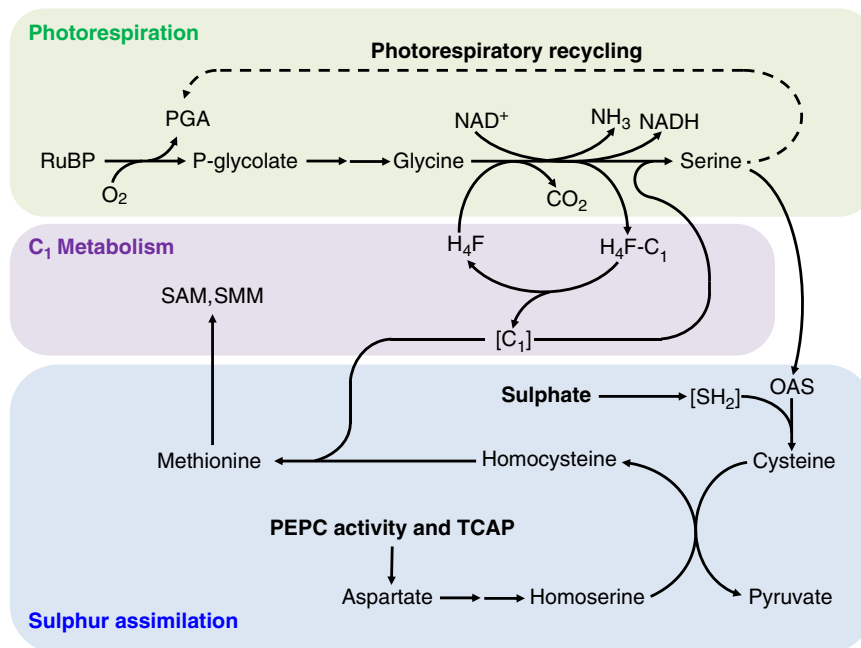 Photorespiration
Photorespiratory recycling
PGA
NAD⁺
NH₃
NADH
RuBP
P-glycolate
Glycine
Serine
O₂
CO₂
C₁ Metabolism
H₄F
H₄F-C₁
SAM,SMM
[C₁]
Sulphate
[SH₂]
OAS
Methionine
Homocysteine
Cysteine
PEPC activity and TCAP
Aspartate
Homoserine
Pyruvate
Sulphur assimilation